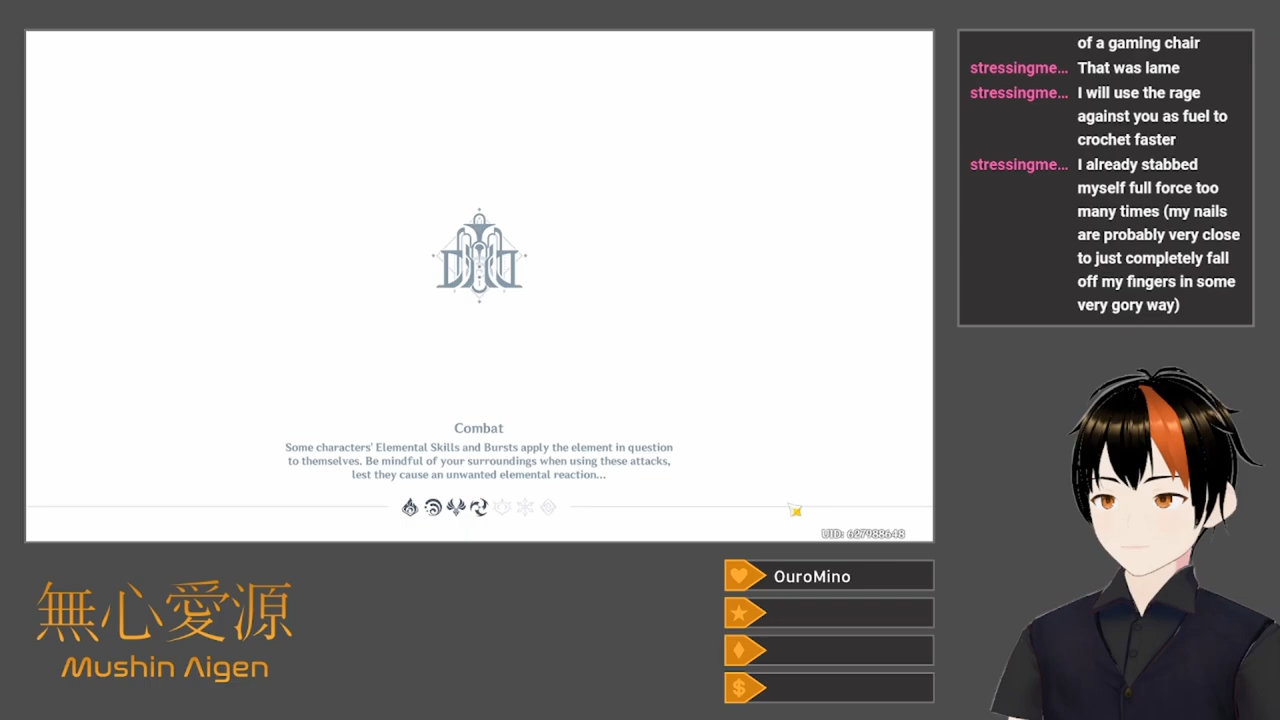 of a gaming chair
stressingme... That was lame
stressingme... I will use the rage
against you as fuel to
crochet faster
stressingme... I already stabbed
myself full force too
many times (my nails
are probably very close
to just completely fall
off my fingers in some
very gory way)
Combat
Some characters' Elemental Skills and Bursts apply the element in question
to themselves. Be mindful of your surroundings when using these attacks,
lest they cause an unwanted elemental reaction...
UID: 627988648
無心愛源
Mushin Aigen
OuroMino